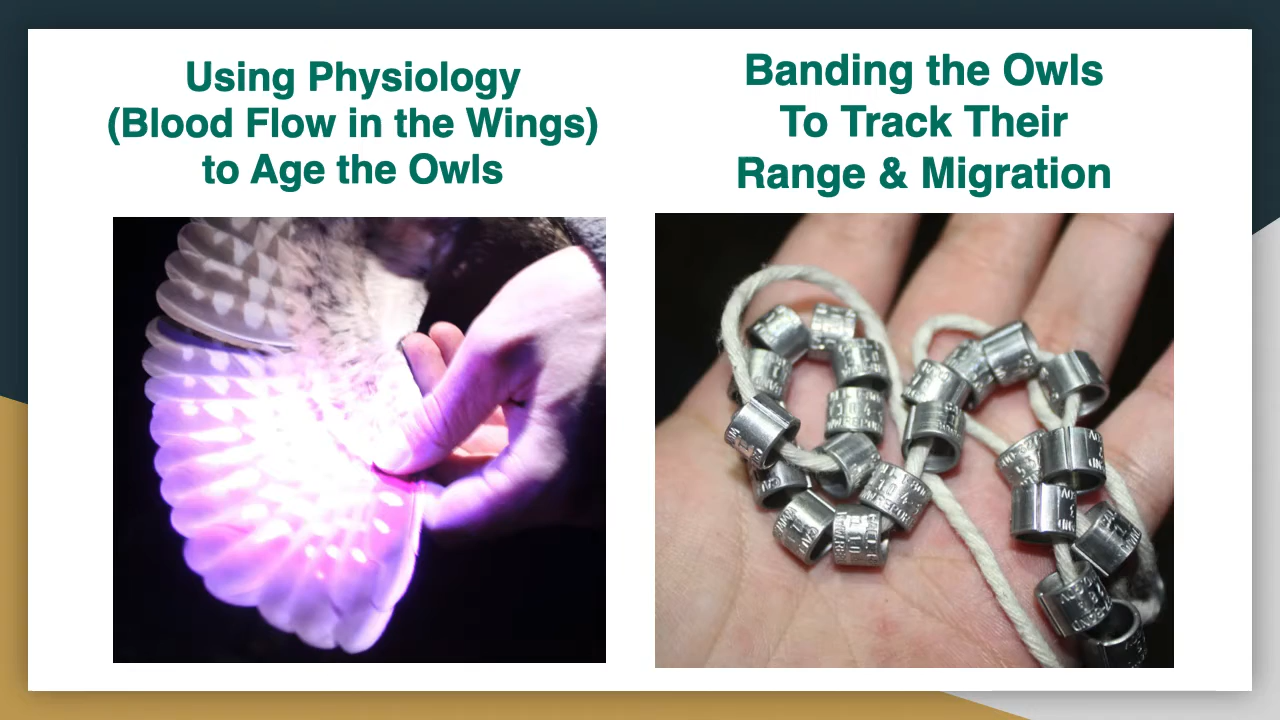 Using Physiology
(Blood Flow in the Wings)
to Age the Owls
Banding the Owls
To Track Their
Range & Migration